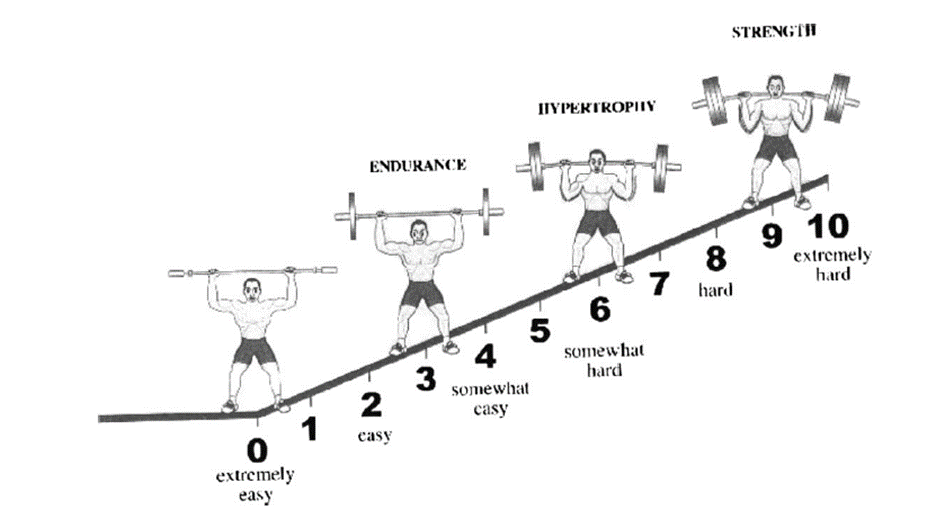 STRENGTH
HYPERTROPHY
ENDURANCE
0
extremely
easy
1
2
easy
3
4
somewhat
easy
5
6
somewhat
hard
7
8
hard
9
10
extremely
hard